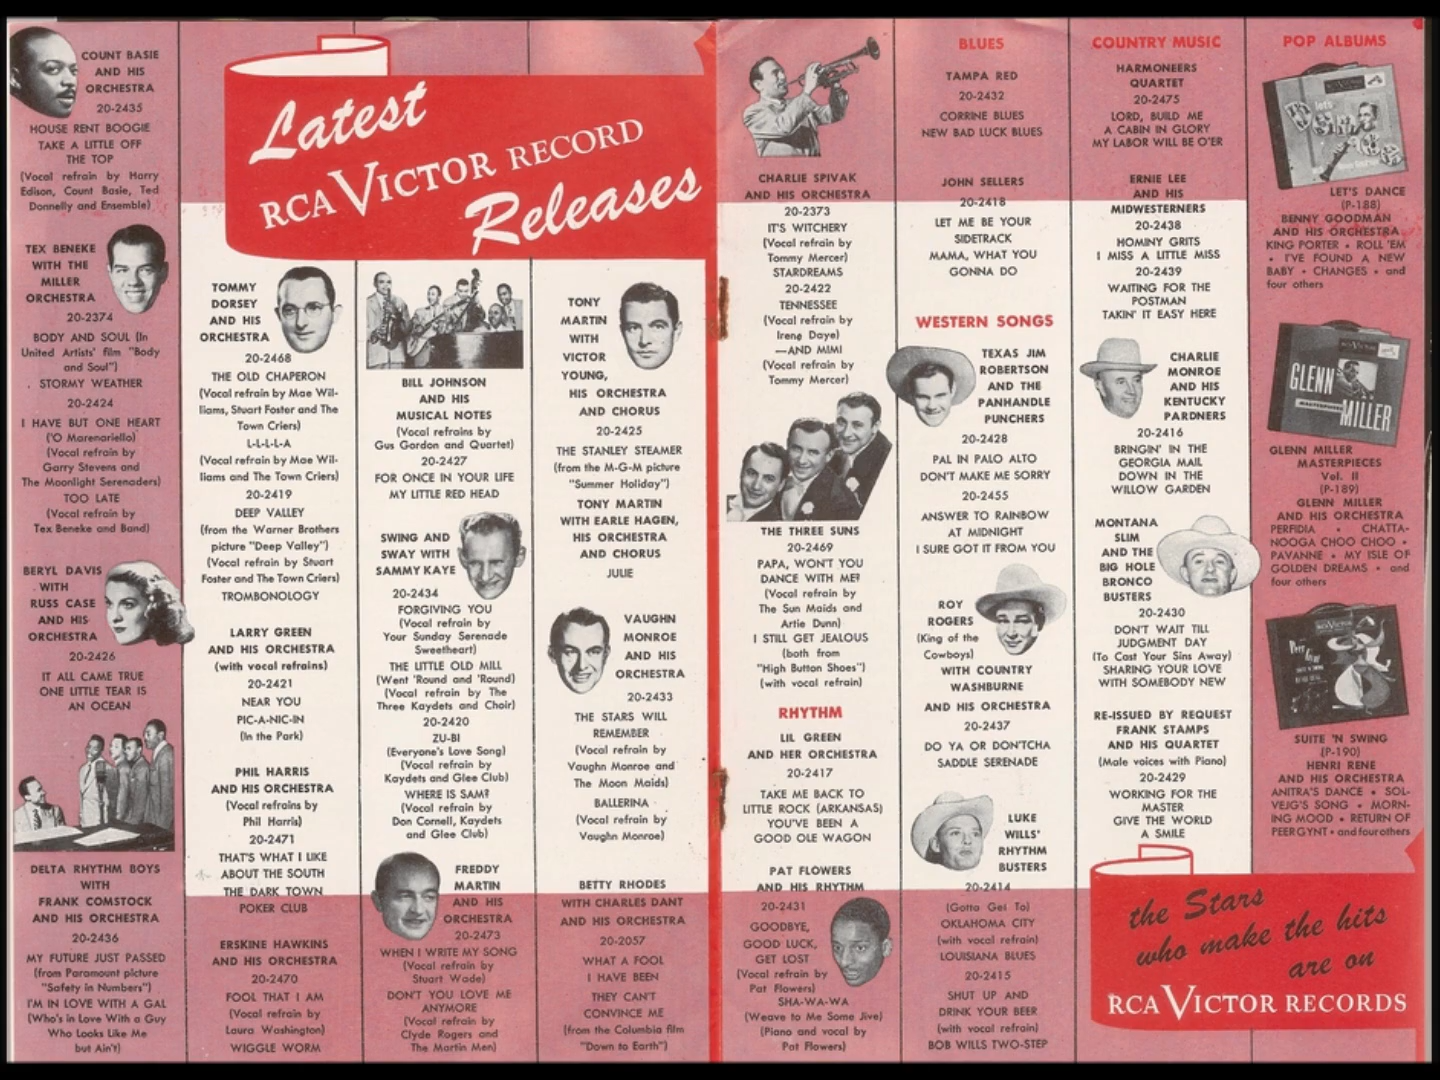 COUNT BASIE
AND HIS
ORCHESTRA
20-2435
HOUSE RENT BOOGIE
TAKE A LITTLE OFF
THE TOP
(Vocal refrain by Harry
Edison, Count Basie, Ted
Donnelly and Ensemble)
TEX BENEKE
WITH THE
MILLER
ORCHESTRA
20-2374
BODY AND SOUL (In
United Artists' film "Body
and Soul")
STORMY WEATHER
20-2424
I HAVE BUT ONE HEART
('O Marenariello)
(Vocal refrain by
Garry Stevens and
The Moonlight Serenaders)
TOO LATE
(Vocal refrain by
Tex Beneke and Band)
BERYL DAVIS
WITH
RUSS CASE
AND HIS
ORCHESTRA
20-2426
IT ALL CAME TRUE
ONE LITTLE TEAR IS
AN OCEAN
DELTA RHYTHM BOYS
WITH
FRANK COMSTOCK
AND HIS ORCHESTRA
20-2436
MY FUTURE JUST PASSED
(from Paramount picture
"Safety in Numbers")
I'M IN LOVE WITH A GAL
(Who's in Love With a Guy
Who Looks Like Me
but Ain't)
Latest
RCA VICTOR RECORD
Releases
TOMMY
DORSEY
AND HIS
ORCHESTRA
20-2468
THE OLD CHAPERON
(Vocal refrain by Mae Wil-
liams, Stuart Foster and The
Town Criers)
L-L-L-L-A
(Vocal refrain by Mae Wil-
liams and The Town Criers)
20-2419
DEEP VALLEY
(from the Warner Brothers
picture "Deep Valley")
(Vocal refrain by Stuart
Foster and The Town Criers)
TROMBONOLOGY
LARRY GREEN
AND HIS ORCHESTRA
(with vocal refrains)
20-2421
NEAR YOU
PIC-A-NIC-IN
(In the Park)
PHIL HARRIS
AND HIS ORCHESTRA
(Vocal refrains by
Phil Harris)
20-2471
THAT'S WHAT I LIKE
ABOUT THE SOUTH
THE DARK TOWN
POKER CLUB
ERSKINE HAWKINS
AND HIS ORCHESTRA
20-2470
FOOL THAT I AM
(Vocal refrain by
Laura Washington)
WIGGLE WORM
BILL JOHNSON
AND HIS
MUSICAL NOTES
(Vocal refrains by
Gus Gordon and Quartet)
20-2427
FOR ONCE IN YOUR LIFE
MY LITTLE RED HEAD
SWING AND
SWAY WITH
SAMMY KAYE
20-2434
FORGIVING YOU
(Vocal refrain by
Your Sunday Serenade
Sweetheart)
THE LITTLE OLD MILL
(Went 'Round and 'Round)
(Vocal refrain by The
Three Kaydets and Choir)
20-2420
ZU-BI
(Everyone's Love Song)
(Vocal refrain by
Kaydets and Glee Club)
WHERE IS SAM?
(Vocal refrain by
Don Cornell, Kaydets
and Glee Club)
FREDDY
MARTIN
AND HIS
ORCHESTRA
20-2473
WHEN I WRITE MY SONG
(Vocal refrain by
Stuart Wade)
DON'T YOU LOVE ME
ANYMORE
(Vocal refrain by
Clyde Rogers and
The Martin Men)
TONY
MARTIN
WITH
VICTOR
YOUNG,
HIS ORCHESTRA
AND CHORUS
20-2425
THE STANLEY STEAMER
(from the M-G-M picture
"Summer Holiday")
TONY MARTIN
WITH EARLE HAGEN,
HIS ORCHESTRA
AND CHORUS
JULIE
VAUGHN
MONROE
AND HIS
ORCHESTRA
20-2433
THE STARS WILL
REMEMBER
(Vocal refrain by
Vaughn Monroe and
The Moon Maids)
BALLERINA
(Vocal refrain by
Vaughn Monroe)
BETTY RHODES
WITH CHARLES DANT
AND HIS ORCHESTRA
20-2057
WHAT A FOOL
I HAVE BEEN
THEY CAN'T
CONVINCE ME
(from the Columbia film
"Down to Earth")
CHARLIE SPIVAK
AND HIS ORCHESTRA
20-2373
IT'S WITCHERY
(Vocal refrain by
Tommy Mercer)
STARDREAMS
20-2422
TENNESSEE
(Vocal refrain by
Irene Daye)
—AND MIMI
(Vocal refrain by
Tommy Mercer)
THE THREE SUNS
20-2469
PAPA, WON'T YOU
DANCE WITH ME?
(Vocal refrain by
The Sun Maids and
Artie Dunn)
I STILL GET JEALOUS
(both from
"High Button Shoes")
(with vocal refrain)
RHYTHM
LIL GREEN
AND HER ORCHESTRA
20-2417
TAKE ME BACK TO
LITTLE ROCK (ARKANSAS)
YOU'VE BEEN A
GOOD OLE WAGON
PAT FLOWERS
AND HIS RHYTHM
20-2431
GOODBYE,
GOOD LUCK,
GET LOST
(Vocal refrain by
Pat Flowers)
SHA-WA-WA
(Weave to Me Some Jive)
(Piano and vocal by
Pat Flowers)
BLUES
TAMPA RED
20-2432
CORRINE BLUES
NEW BAD LUCK BLUES
JOHN SELLERS
20-2418
LET ME BE YOUR
SIDETRACK
MAMA, WHAT YOU
GONNA DO
WESTERN SONGS
TEXAS JIM
ROBERTSON
AND THE
PANHANDLE
PUNCHERS
20-2428
PAL IN PALO ALTO
DON'T MAKE ME SORRY
20-2455
ANSWER TO RAINBOW
AT MIDNIGHT
I SURE GOT IT FROM YOU
ROY
ROGERS
(King of the
Cowboys)
WITH COUNTRY
WASHBURNE
AND HIS ORCHESTRA
20-2437
DO YA OR DON'TCHA
SADDLE SERENADE
LUKE
WILLS'
RHYTHM
BUSTERS
20-2414
(Gotta Get To)
OKLAHOMA CITY
(with vocal refrain)
LOUISIANA BLUES
20-2415
SHUT UP AND
DRINK YOUR BEER
(with vocal refrain)
BOB WILLS TWO-STEP
COUNTRY MUSIC
HARMONEERS
QUARTET
20-2475
LORD, BUILD ME
A CABIN IN GLORY
MY LABOR WILL BE O'ER
ERNIE LEE
AND HIS
MIDWESTERNERS
20-2438
HOMINY GRITS
I MISS A LITTLE MISS
20-2439
WAITING FOR THE
POSTMAN
TAKIN' IT EASY HERE
CHARLIE
MONROE
AND HIS
KENTUCKY
PARDNERS
20-2416
BRINGIN' IN THE
GEORGIA MAIL
DOWN IN THE
WILLOW GARDEN
MONTANA
SLIM
AND THE
BIG HOLE
BRONCO
BUSTERS
20-2430
DON'T WAIT TILL
JUDGMENT DAY
(To Cast Your Sins Away)
SHARING YOUR LOVE
WITH SOMEBODY NEW
RE-ISSUED BY REQUEST
FRANK STAMPS
AND HIS QUARTET
(Male voices with Piano)
20-2429
WORKING FOR THE
MASTER
GIVE THE WORLD
A SMILE
POP ALBUMS
LET'S DANCE
(P-188)
BENNY GOODMAN
AND HIS ORCHESTRA
KING PORTER • ROLL 'EM
• I'VE FOUND A NEW
BABY • CHANGES • and
four others
GLENN
MASTERPIECES
MILLER
GLENN MILLER
MASTERPIECES
Vol. II
(P-189)
GLENN MILLER
AND HIS ORCHESTRA
PERFIDIA • CHATTA-
NOOGA CHOO CHOO •
PAVANNE • MY ISLE OF
GOLDEN DREAMS • and
four others
SUITE 'N SWING
(P-190)
HENRI RENE
AND HIS ORCHESTRA
ANITRA'S DANCE • SOL-
VEJG'S SONG • MORN-
ING MOOD • RETURN OF
PEER GYNT • and four others
the Stars
who make the hits
are on
RCA VICTOR RECORDS